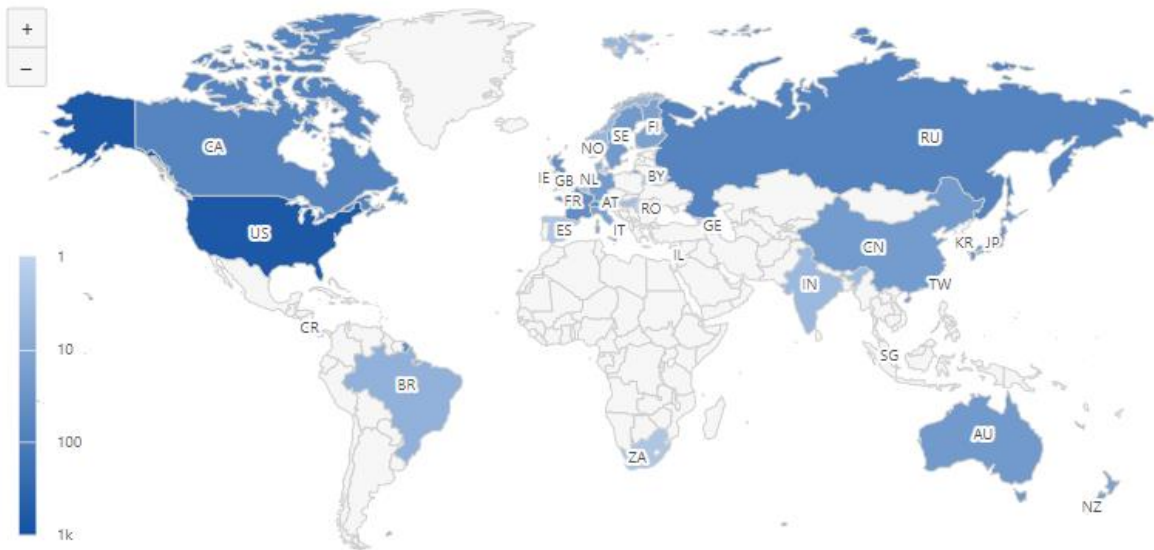 +
−
CA
US
CR
BR
NO
SE
FI
RU
IE
GB
NL
BY
FR
AT
RO
ES
IT
GE
IL
CN
KR
JP
IN
TW
SG
ZA
AU
NZ
1
10
100
1k